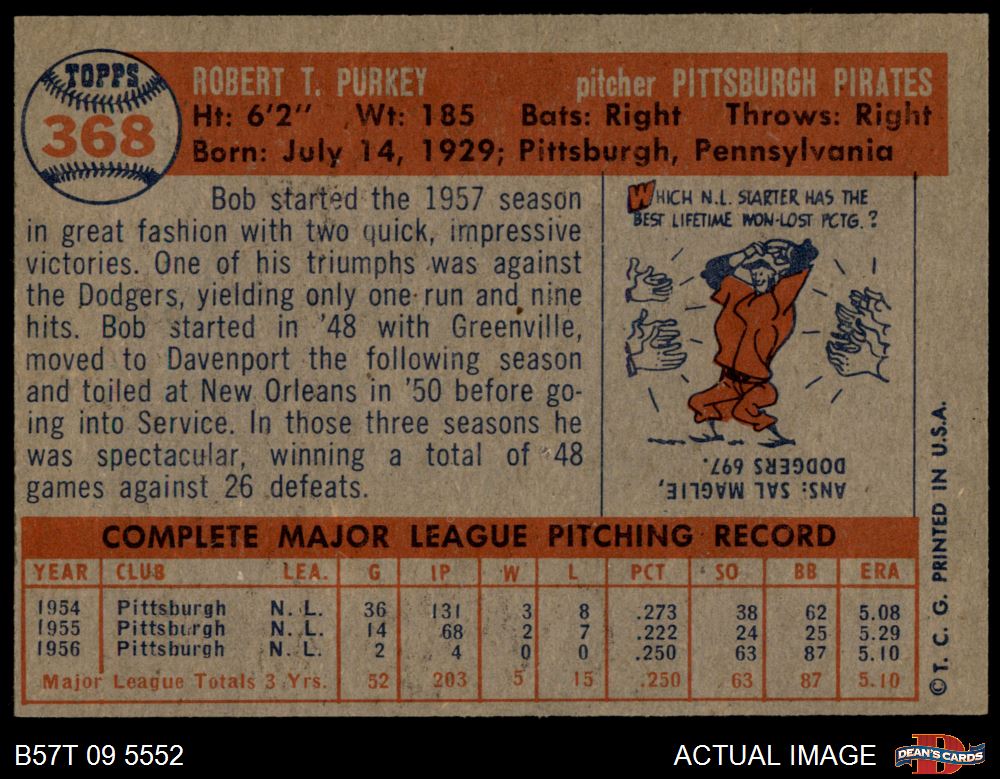 TOPPS
368
ROBERT T. PURKEY pitcher PITTSBURGH PIRATES
Ht: 6'2" Wt: 185 Bats: Right Throws: Right
Born: July 14, 1929; Pittsburgh, Pennsylvania
Bob started the 1957 season
in great fashion with two quick, impressive
victories. One of his triumphs was against
the Dodgers, yielding only one run and nine
hits. Bob started in '48 with Greenville,
moved to Davenport the following season
and toiled at New Orleans in '50 before go-
ing into Service. In those three seasons he
was spectacular, winning a total of 48
games against 26 defeats.
WHICH N.L. STARTER HAS THE
BEST LIFETIME WON-LOST PCTG.?
ANS: SAL MAGLIE,
DODGERS 697.
COMPLETE MAJOR LEAGUE PITCHING RECORD
YEAR CLUB LEA. G IP W L PCT SO BB ERA
1954 Pittsburgh N. L. 36 131 3 8 .273 38 62 5.08
1955 Pittsburgh N. L. 14 68 2 7 .222 24 25 5.29
1956 Pittsburgh N. L. 2 4 0 0 .250 63 87 5.10
Major League Totals 3 Yrs. 52 203 5 15 .250 63 87 5.10
© T. C. G. PRINTED IN U.S.A.
B57T 09 5552 ACTUAL IMAGE
DEAN'S CARDS